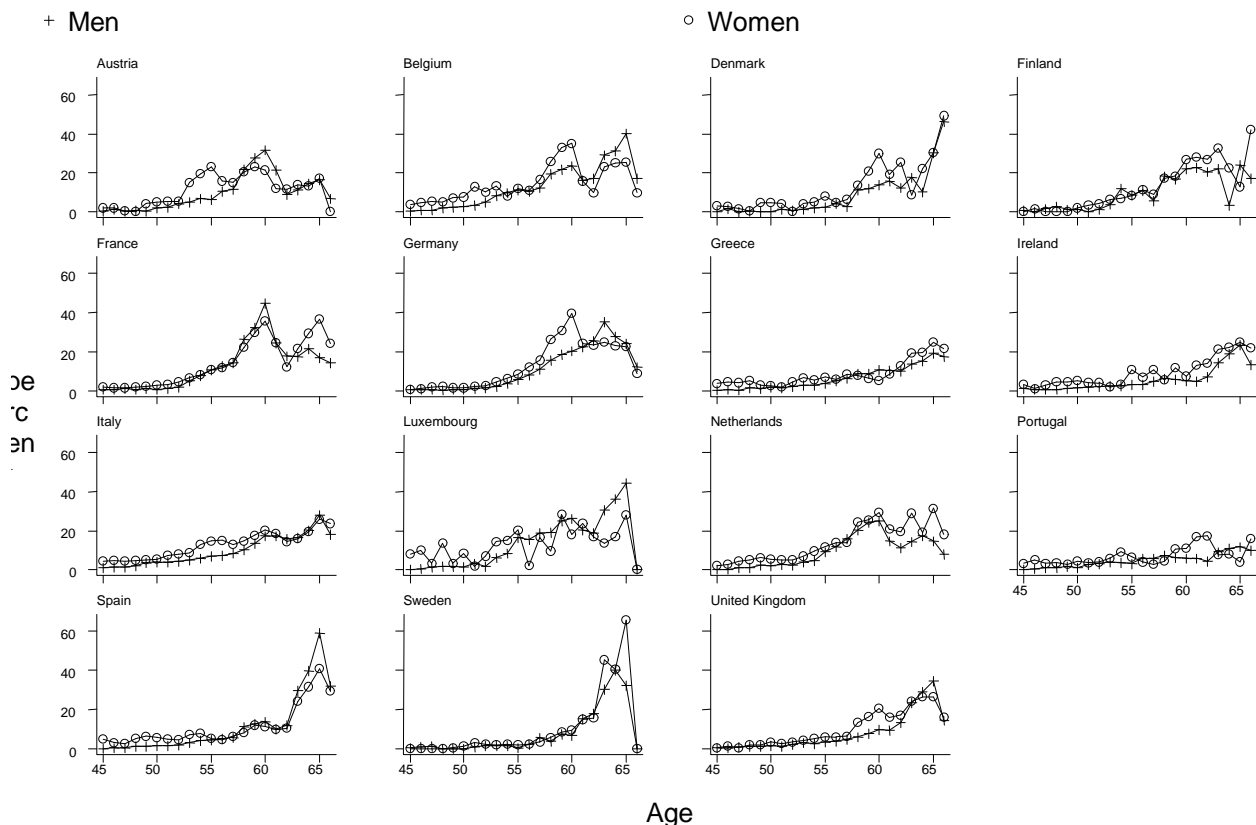 + Men
○ Women
Austria
Belgium
Denmark
Finland
60
40
20
0
France
Germany
Greece
Ireland
60
40
20
0
Italy
Luxembourg
Netherlands
Portugal
60
40
20
0
45 50 55 60 65
Spain
Sweden
United Kingdom
60
40
20
0
45 50 55 60 65
45 50 55 60 65
45 50 55 60 65
Age